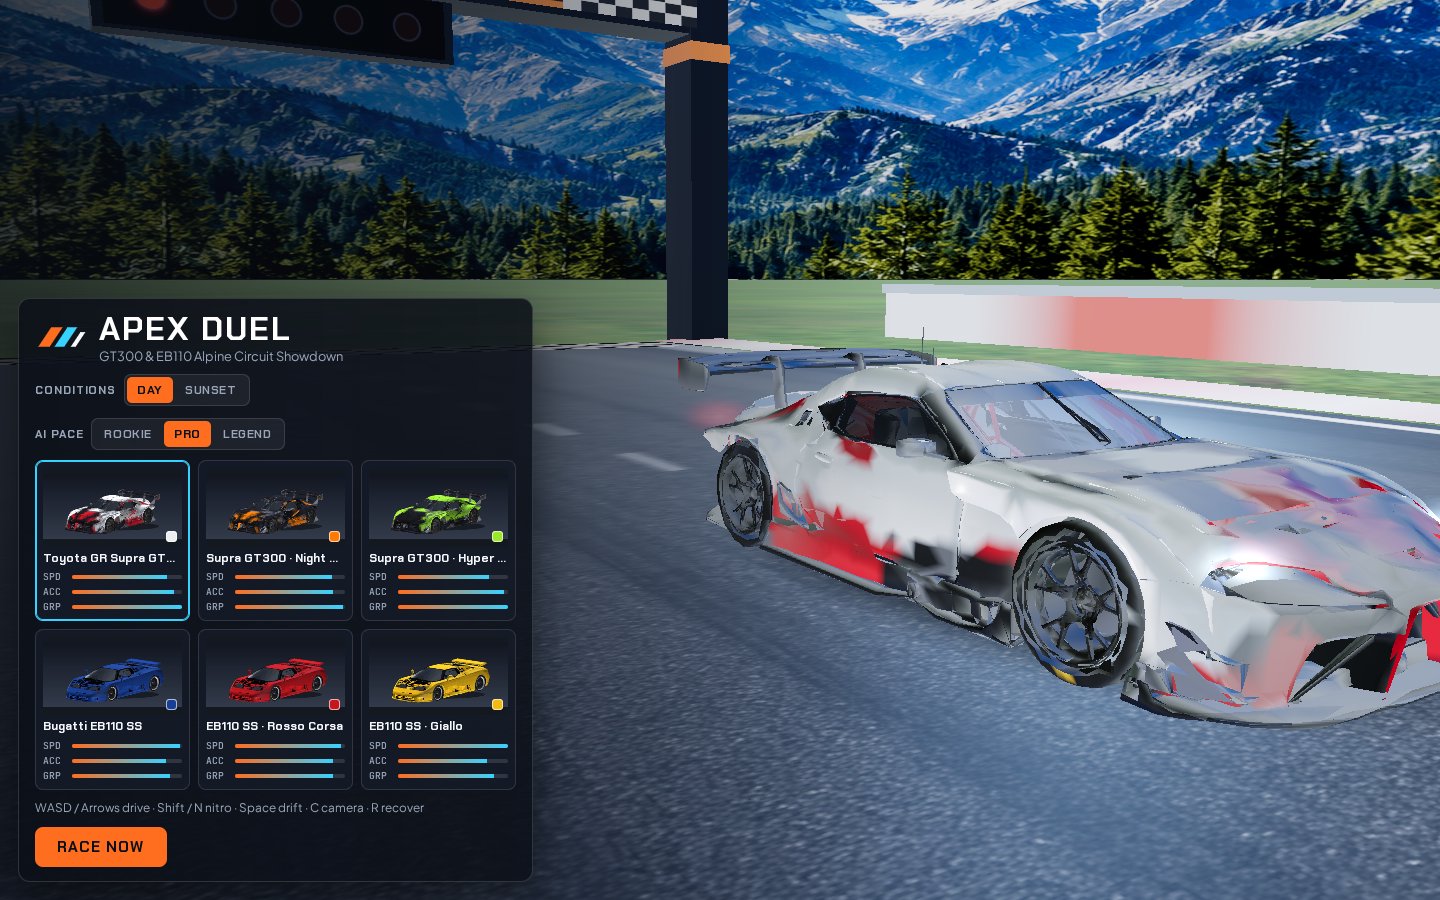 APEX DUEL
GT300 & EB110 Alpine Circuit Showdown
CONDITIONS DAY SUNSET
AI PACE ROOKIE PRO LEGEND
Toyota GR Supra GT...
SPD
ACC
GRP
Supra GT300 · Night ...
SPD
ACC
GRP
Supra GT300 · Hyper ...
SPD
ACC
GRP
Bugatti EB110 SS
SPD
ACC
GRP
EB110 SS · Rosso Corsa
SPD
ACC
GRP
EB110 SS · Giallo
SPD
ACC
GRP
WASD / Arrows drive · Shift / N nitro · Space drift · C camera · R recover
RACE NOW